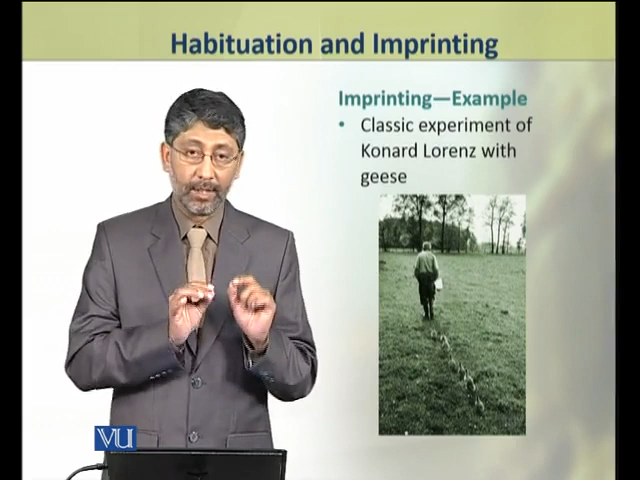 Habituation and Imprinting
Imprinting—Example
• Classic experiment of
Konard Lorenz with
geese
VU